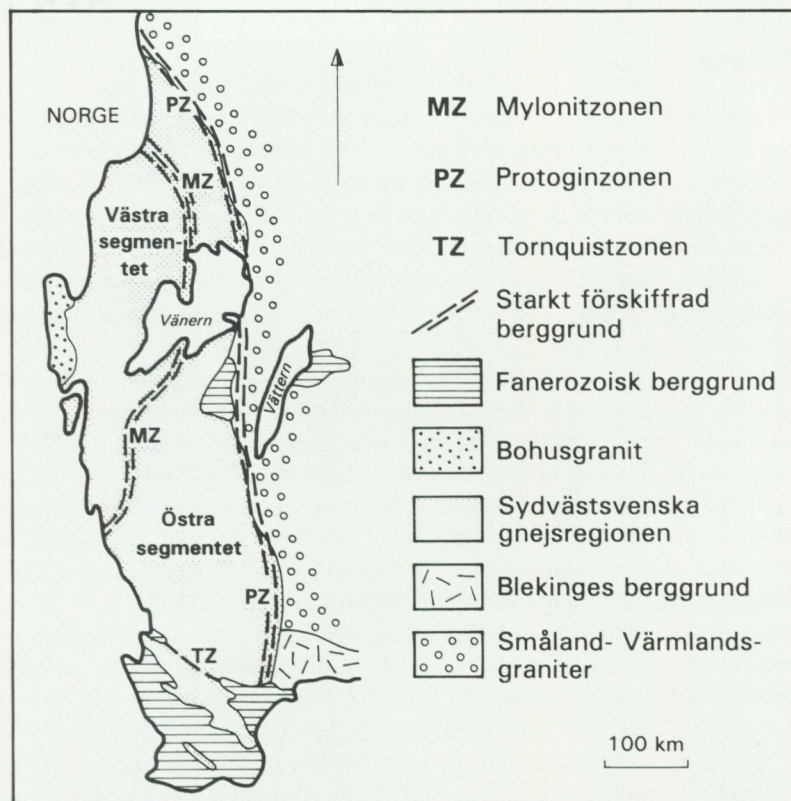 NORGE
PZ
MZ
Västra
segmen-
tet
Vänern
Vättern
MZ
Östra
segmentet
PZ
TZ
MZ Mylonitzonen
PZ Protoginzonen
TZ Tornquistzonen
Starkt förskiffrad
berggrund
Fanerozoisk berggrund
Bohusgranit
Sydvästsvenska
gnejsregionen
Blekinges berggrund
Småland- Värmlands-
graniter
100 km